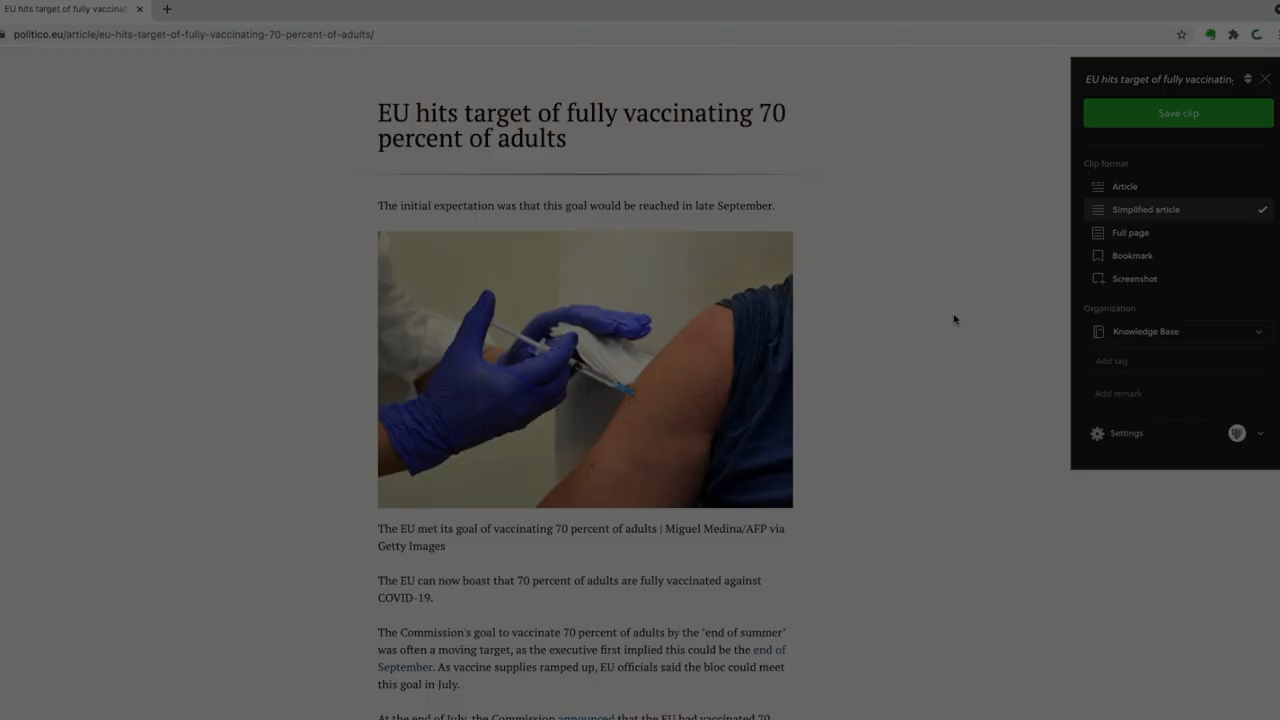 EU hits target of fully vaccinat
politico.eu/article/eu-hits-target-of-fully-vaccinating-70-percent-of-adults/
EU hits target of fully vaccinating
Save clip
Clip format
Article
Simplified article
Full page
Bookmark
Screenshot
Organization
Knowledge Base
Add tag
Add remark
Settings
EU hits target of fully vaccinating 70
percent of adults
The initial expectation was that this goal would be reached in late September.
The EU met its goal of vaccinating 70 percent of adults | Miguel Medina/AFP via
Getty Images
The EU can now boast that 70 percent of adults are fully vaccinated against
COVID-19.
The Commission's goal to vaccinate 70 percent of adults by the "end of summer"
was often a moving target, as the executive first implied this could be the end of
September. As vaccine supplies ramped up, EU officials said the bloc could meet
this goal in July.
At the end of July, the Commission announced that the EU had vaccinated 70